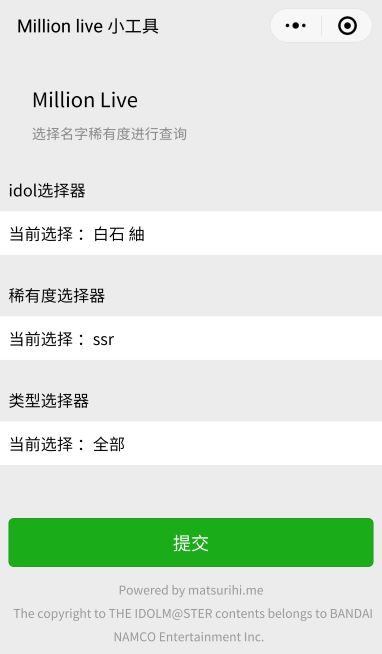 Million live 小工具
Million Live
选择名字稀有度进行查询
idol选择器
当前选择 ：白石 紬
稀有度选择器
当前选择 ：ssr
类型选择器
当前选择 ：全部
提交
Powered by matsurihi.me
The copyright to THE IDOLM@STER contents belongs to BANDAI
NAMCO Entertainment Inc.